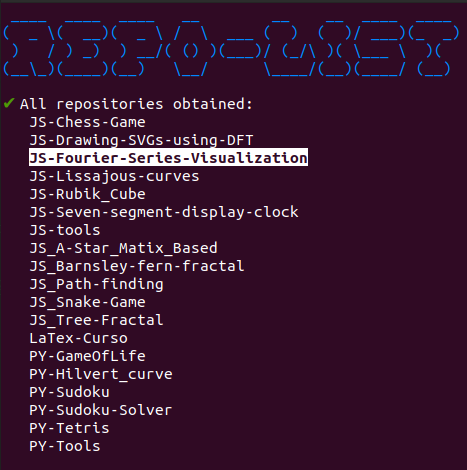 REPO-LIST
✔ All repositories obtained:
JS-Chess-Game
JS-Drawing-SVGs-using-DFT
JS-Fourier-Series-Visualization
JS-Lissajous-curves
JS-Rubik_Cube
JS-Seven-segment-display-clock
JS-tools
JS_A-Star_Matix_Based
JS_Barnsley-fern-fractal
JS_Path-finding
JS_Snake-Game
JS_Tree-Fractal
LaTex-Curso
PY-GameOfLife
PY-Hilvert_curve
PY-Sudoku
PY-Sudoku-Solver
PY-Tetris
PY-Tools